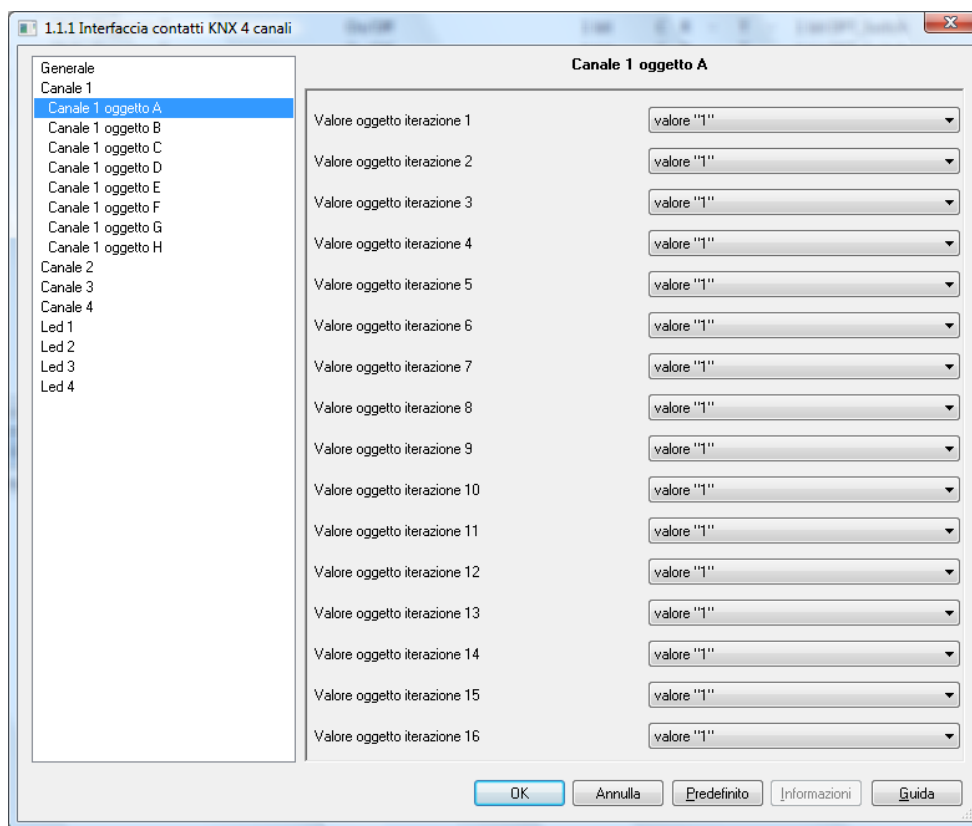 1.1.1 Interfaccia contatti KNX 4 canali
Generale
Canale 1
Canale 1 oggetto A
Canale 1 oggetto B
Canale 1 oggetto C
Canale 1 oggetto D
Canale 1 oggetto E
Canale 1 oggetto F
Canale 1 oggetto G
Canale 1 oggetto H
Canale 2
Canale 3
Canale 4
Led 1
Led 2
Led 3
Led 4
Canale 1 oggetto A
Valore oggetto iterazione 1 valore "1"
Valore oggetto iterazione 2 valore "1"
Valore oggetto iterazione 3 valore "1"
Valore oggetto iterazione 4 valore "1"
Valore oggetto iterazione 5 valore "1"
Valore oggetto iterazione 6 valore "1"
Valore oggetto iterazione 7 valore "1"
Valore oggetto iterazione 8 valore "1"
Valore oggetto iterazione 9 valore "1"
Valore oggetto iterazione 10 valore "1"
Valore oggetto iterazione 11 valore "1"
Valore oggetto iterazione 12 valore "1"
Valore oggetto iterazione 13 valore "1"
Valore oggetto iterazione 14 valore "1"
Valore oggetto iterazione 15 valore "1"
Valore oggetto iterazione 16 valore "1"
OK Annulla Predefinito Informazioni Guida